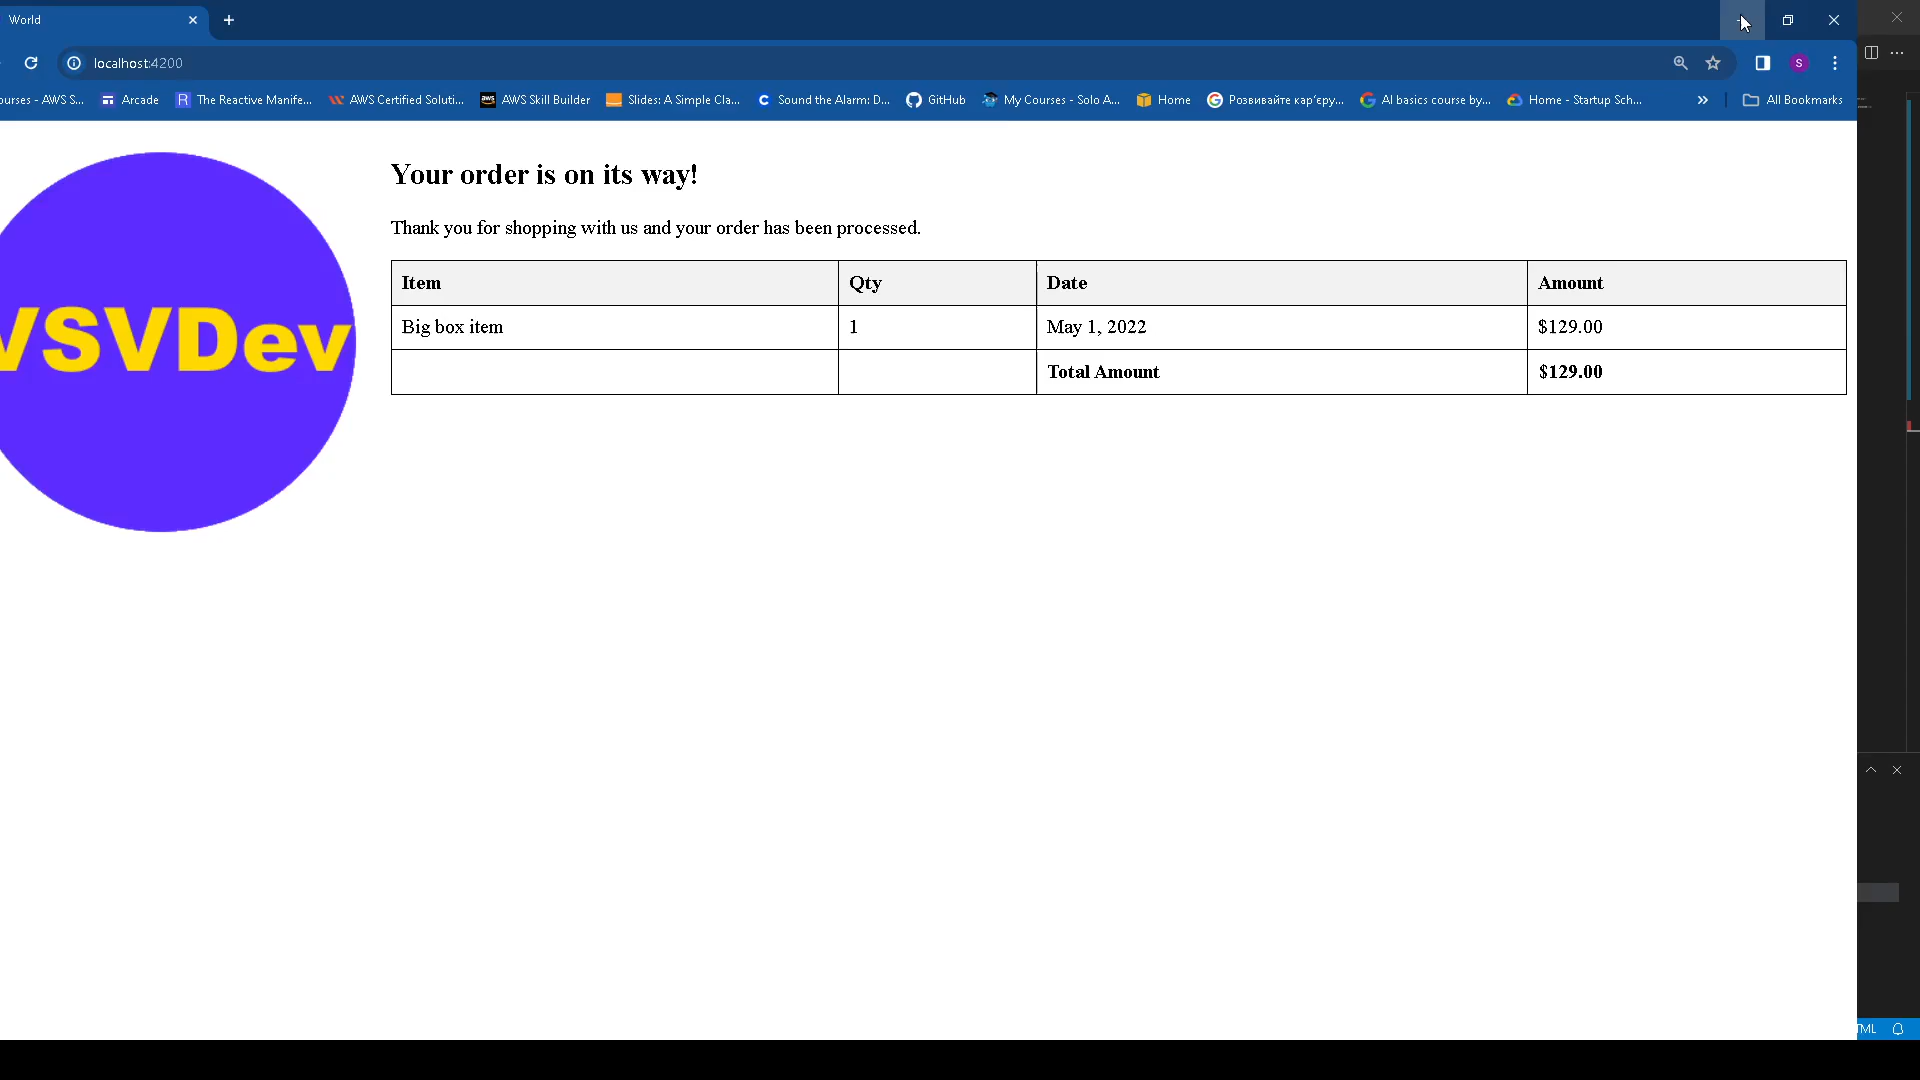 World
localhost:4200
S
ourses - AWS S...
Arcade
The Reactive Manife...
AWS Certified Soluti...
AWS Skill Builder
Slides: A Simple Cla...
Sound the Alarm: D...
GitHub
My Courses - Solo A...
Home
Розвивайте кар'єру...
AI basics course by...
Home - Startup Sch...
All Bookmarks
VSVDev
Your order is on its way!
Thank you for shopping with us and your order has been processed.
Item Qty Date Amount
Big box item 1 May 1, 2022 $129.00
Total Amount $129.00
TML